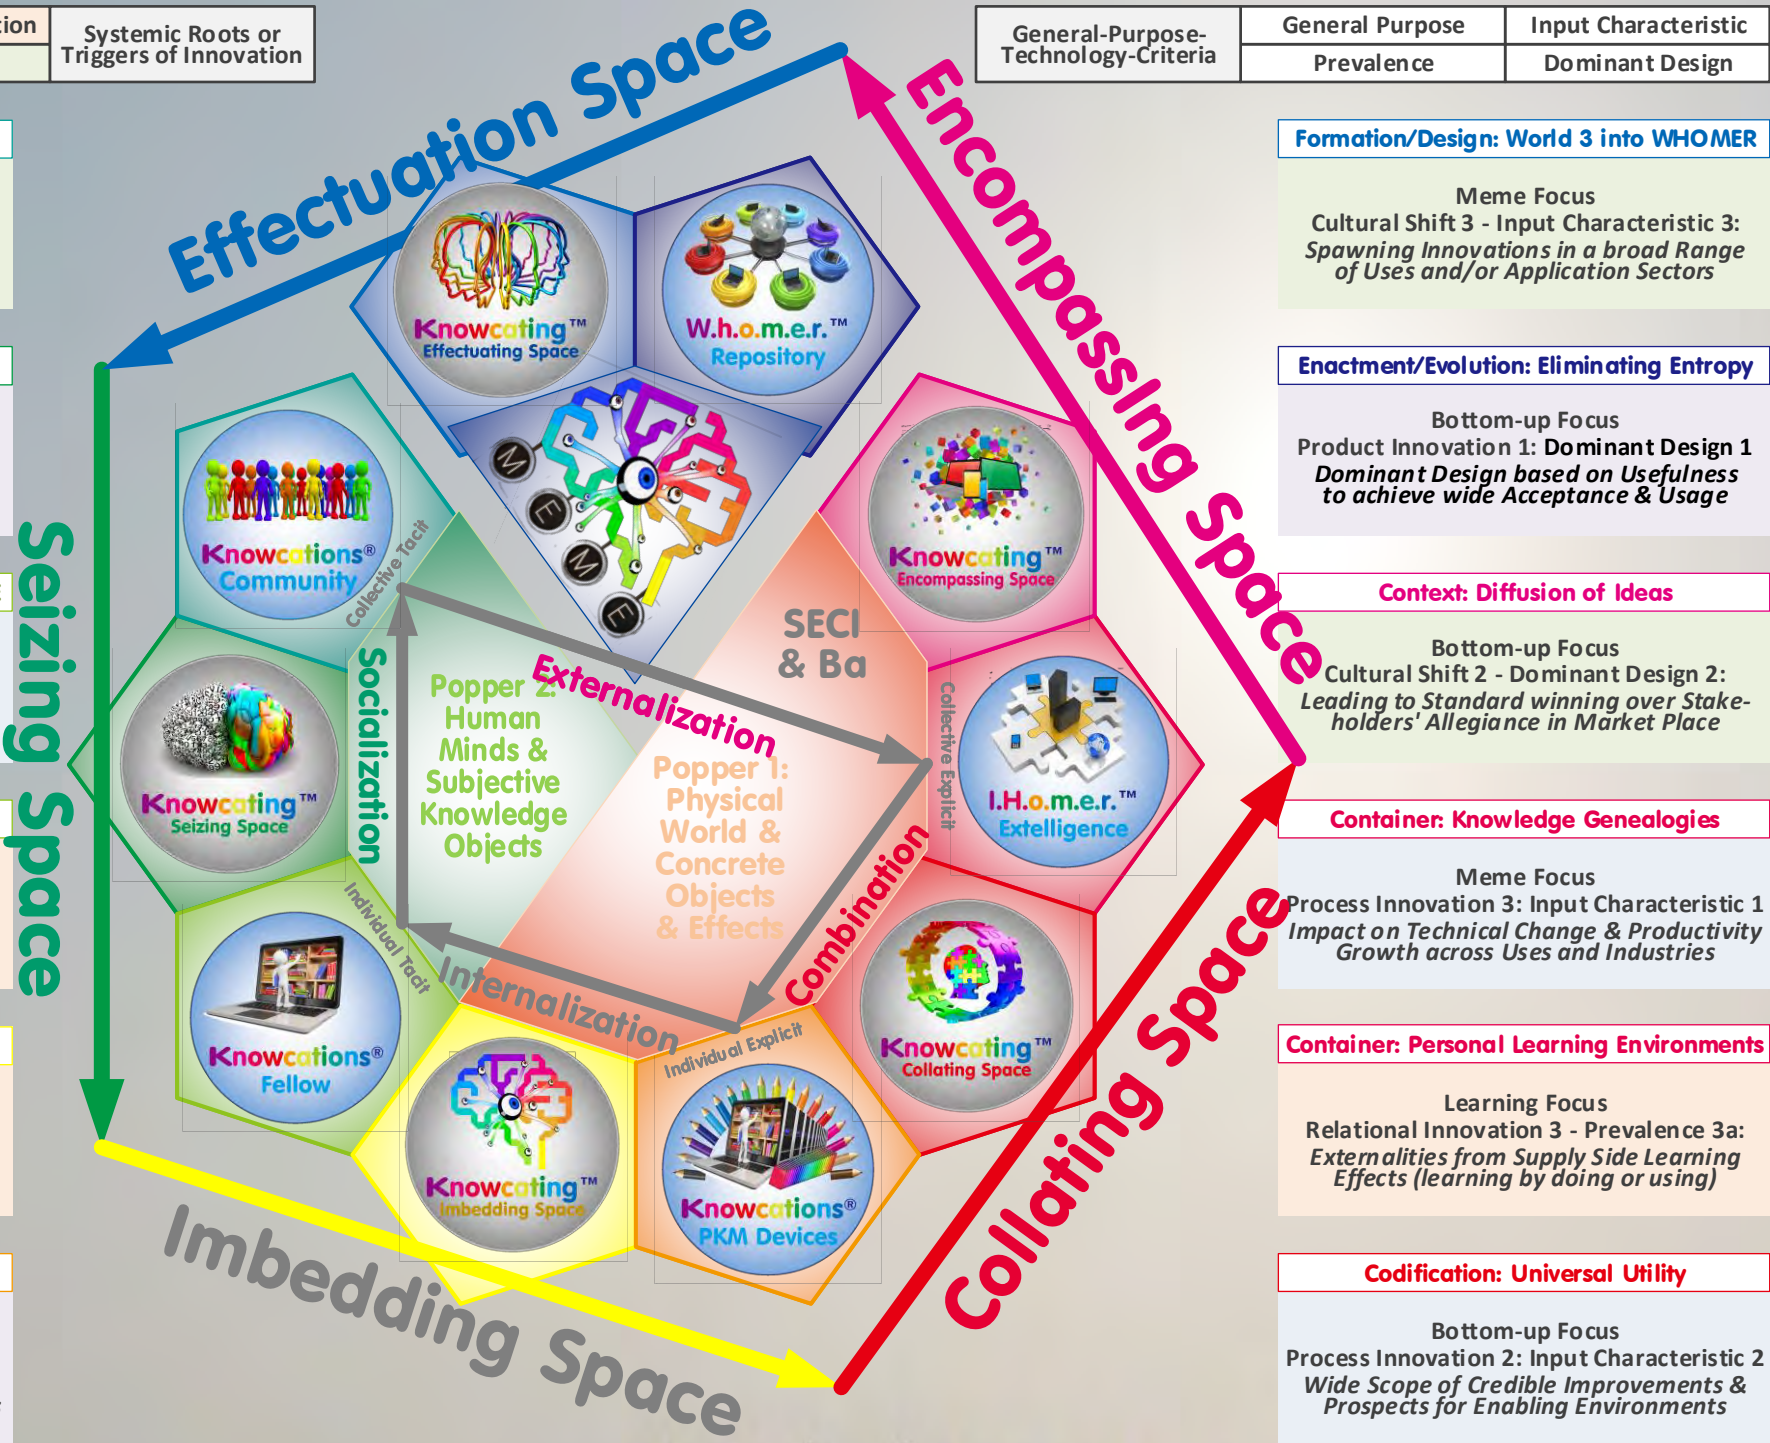 tion
Systemic Roots or
Triggers of Innovation
General-Purpose-
Technology-Criteria
General Purpose
Input Characteristic
Prevalence
Dominant Design
Effectuation Space
Encompassing Space
Seizing Space
Imbedding Space
Collating Space
Knowcating™
Effectuating Space
W.h.o.m.e.r.™
Repository
M
E
M
E
Knowcations®
Community
Knowcating™
Encompassing Space
Knowcating™
Seizing Space
I.H.o.m.e.r.™
Extelligence
Knowcations®
Fellow
Knowcating™
Collating Space
Knowcating™
Imbedding Space
Knowcations®
PKM Devices
Collective Tacit
Socialization
Externalization
SECI
& Ba
Popper 2:
Human
Minds &
Subjective
Knowledge
Objects
Popper 1:
Physical
World &
Concrete
Objects
& Effects
Collective Explicit
Combination
Individual Tacit
Internalization
Individual Explicit
Formation/Design: World 3 into WHOMER
Meme Focus
Cultural Shift 3 - Input Characteristic 3:
Spawning Innovations in a broad Range
of Uses and/or Application Sectors
Enactment/Evolution: Eliminating Entropy
Bottom-up Focus
Product Innovation 1: Dominant Design 1
Dominant Design based on Usefulness
to achieve wide Acceptance & Usage
Context: Diffusion of Ideas
Bottom-up Focus
Cultural Shift 2 - Dominant Design 2:
Leading to Standard winning over Stake-
holders' Allegiance in Market Place
Container: Knowledge Genealogies
Meme Focus
Process Innovation 3: Input Characteristic 1
Impact on Technical Change & Productivity
Growth across Uses and Industries
Container: Personal Learning Environments
Learning Focus
Relational Innovation 3 - Prevalence 3a:
Externalities from Supply Side Learning
Effects (learning by doing or using)
Codification: Universal Utility
Bottom-up Focus
Process Innovation 2: Input Characteristic 2
Wide Scope of Credible Improvements &
Prospects for Enabling Environments